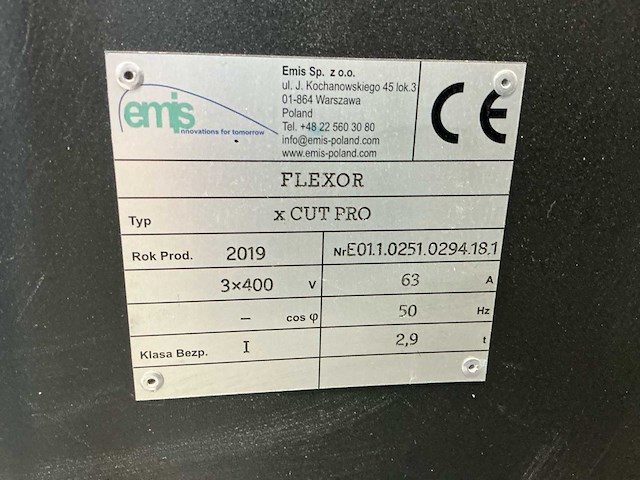 emis
innovations for tomorrow
Emis Sp. z o.o.
ul. J. Kochanowskiego 45 lok.3
01-864 Warszawa
Poland
Tel. +48 22 560 30 80
info@emis-poland.com
www.emis-poland.com
CE
FLEXOR
Typ x CUT PRO
Rok Prod. 2019 Nr E01.1.0251.0294.18.1
3×400 V 63 A
– cos φ 50 Hz
Klasa Bezp. I 2,9 t